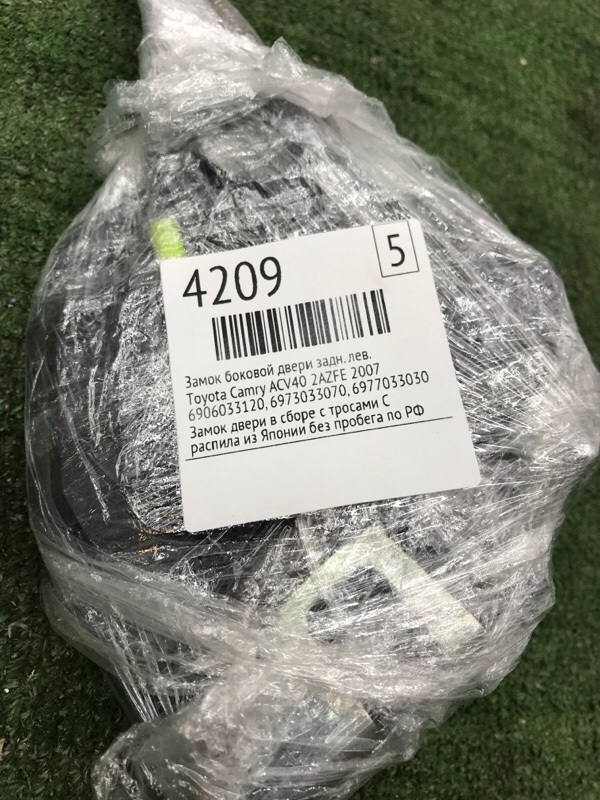 4209
5
Замок боковой двери задн. лев.
Toyota Camry ACV40 2AZFE 2007
6906033120, 6973033070, 6977033030
Замок двери в сборе с тросами С
распила из Японии без пробега по РФ